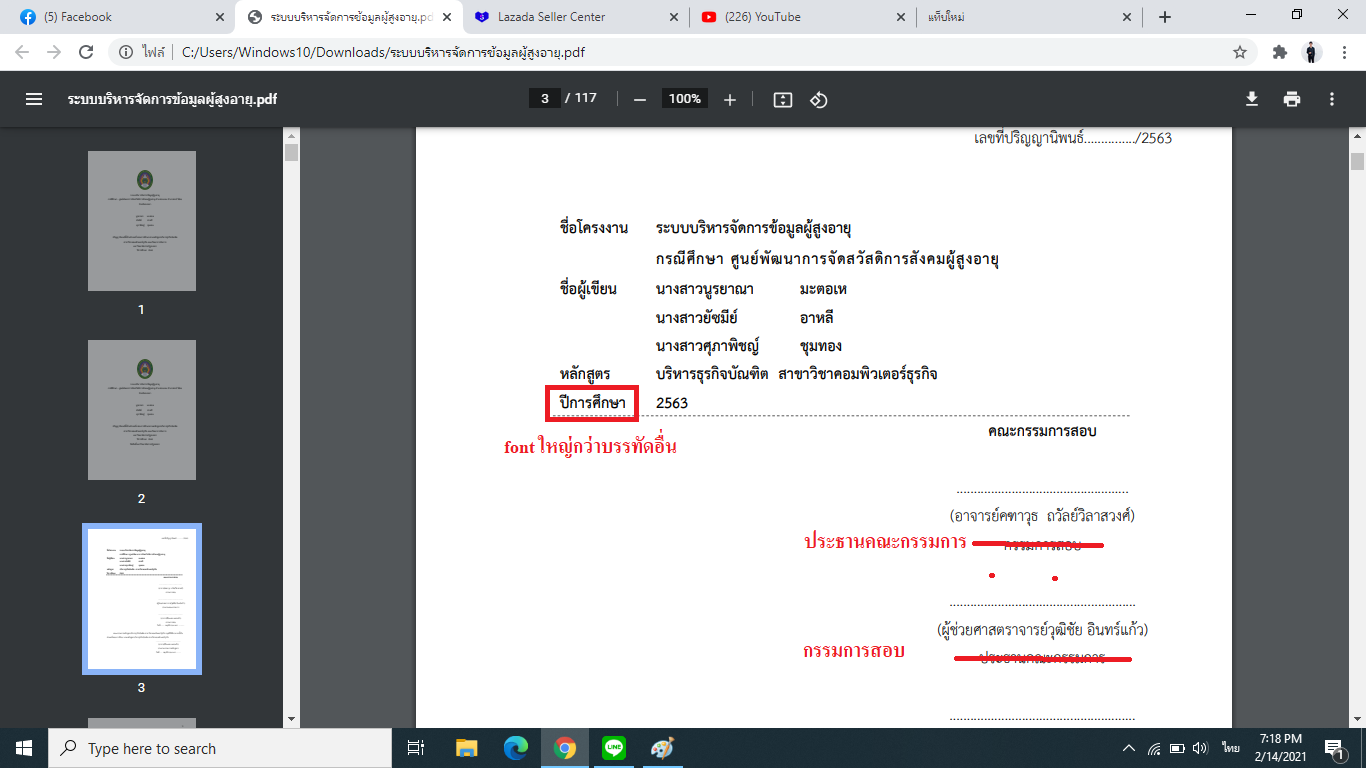 (5) Facebook
ระบบบริหารจัดการข้อมูลผู้สูงอายุ.pd
Lazada Seller Center
(226) YouTube
แท็บใหม่
ไฟล์
C:/Users/Windows10/Downloads/ระบบบริหารจัดการข้อมูลผู้สูงอายุ.pdf
ระบบบริหารจัดการข้อมูลผู้สูงอายุ.pdf
3 / 117
100%
1
2
3
เลขที่ปริญญานิพนธ์.............../2563
ชื่อโครงงาน ระบบบริหารจัดการข้อมูลผู้สูงอายุ
กรณีศึกษา ศูนย์พัฒนาการจัดสวัสดิการสังคมผู้สูงอายุ
ชื่อผู้เขียน นางสาวนูรยาณา มะตอเห
นางสาวยัซมีย์ อาหลี
นางสาวศุภาพิชญ์ ชุมทอง
หลักสูตร บริหารธุรกิจบัณฑิต สาขาวิชาคอมพิวเตอร์ธุรกิจ
ปีการศึกษา 2563
คณะกรรมการสอบ
font ใหญ่กว่าบรรทัดอื่น
(อาจารย์คฑาวุธ ถวัลย์วิลาสวงศ์)
ประธานคณะกรรมการ กรรมการสอบ
(ผู้ช่วยศาสตราจารย์วุฒิชัย อินทร์แก้ว)
กรรมการสอบ ประธานคณะกรรมการ
Type here to search
LINE
ไทย
7:18 PM
2/14/2021
1